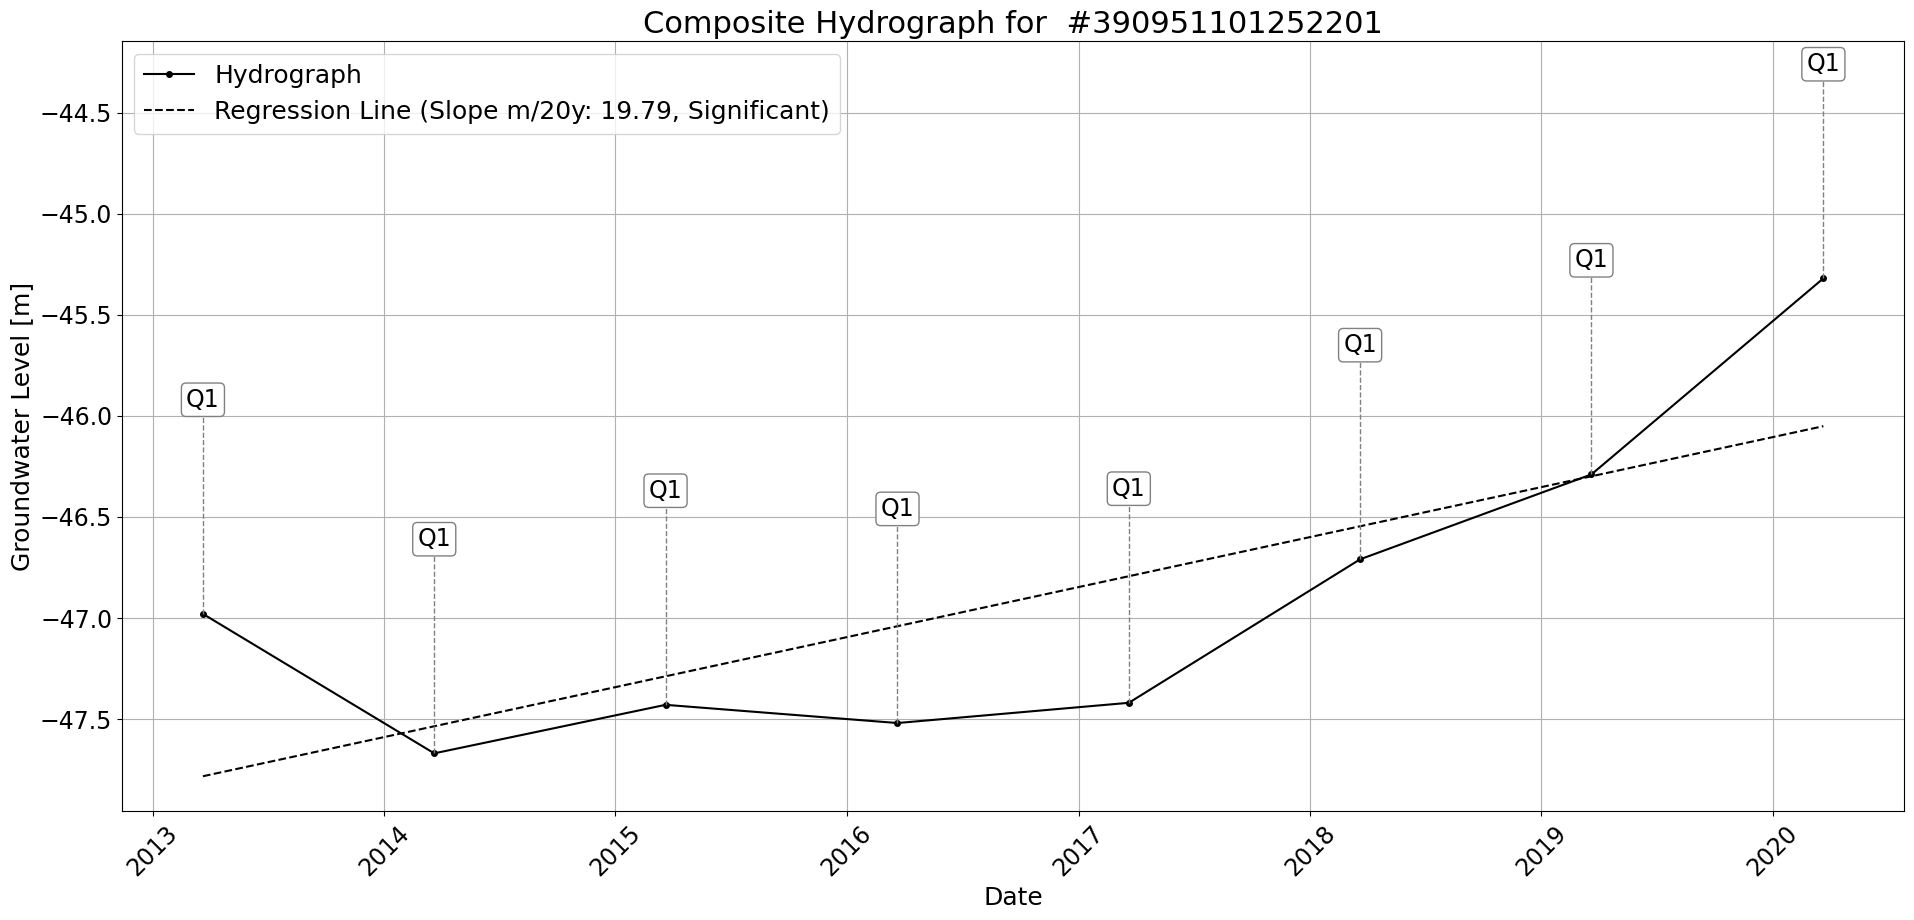 Composite Hydrograph for  #390951101252201
Hydrograph
Regression Line (Slope m/20y: 19.79, Significant)
Groundwater Level [m]
−44.5
−45.0
−45.5
−46.0
−46.5
−47.0
−47.5
Q1
Q1
Q1
Q1
Q1
Q1
Q1
Q1
2013
2014
2015
2016
2017
2018
2019
2020
Date